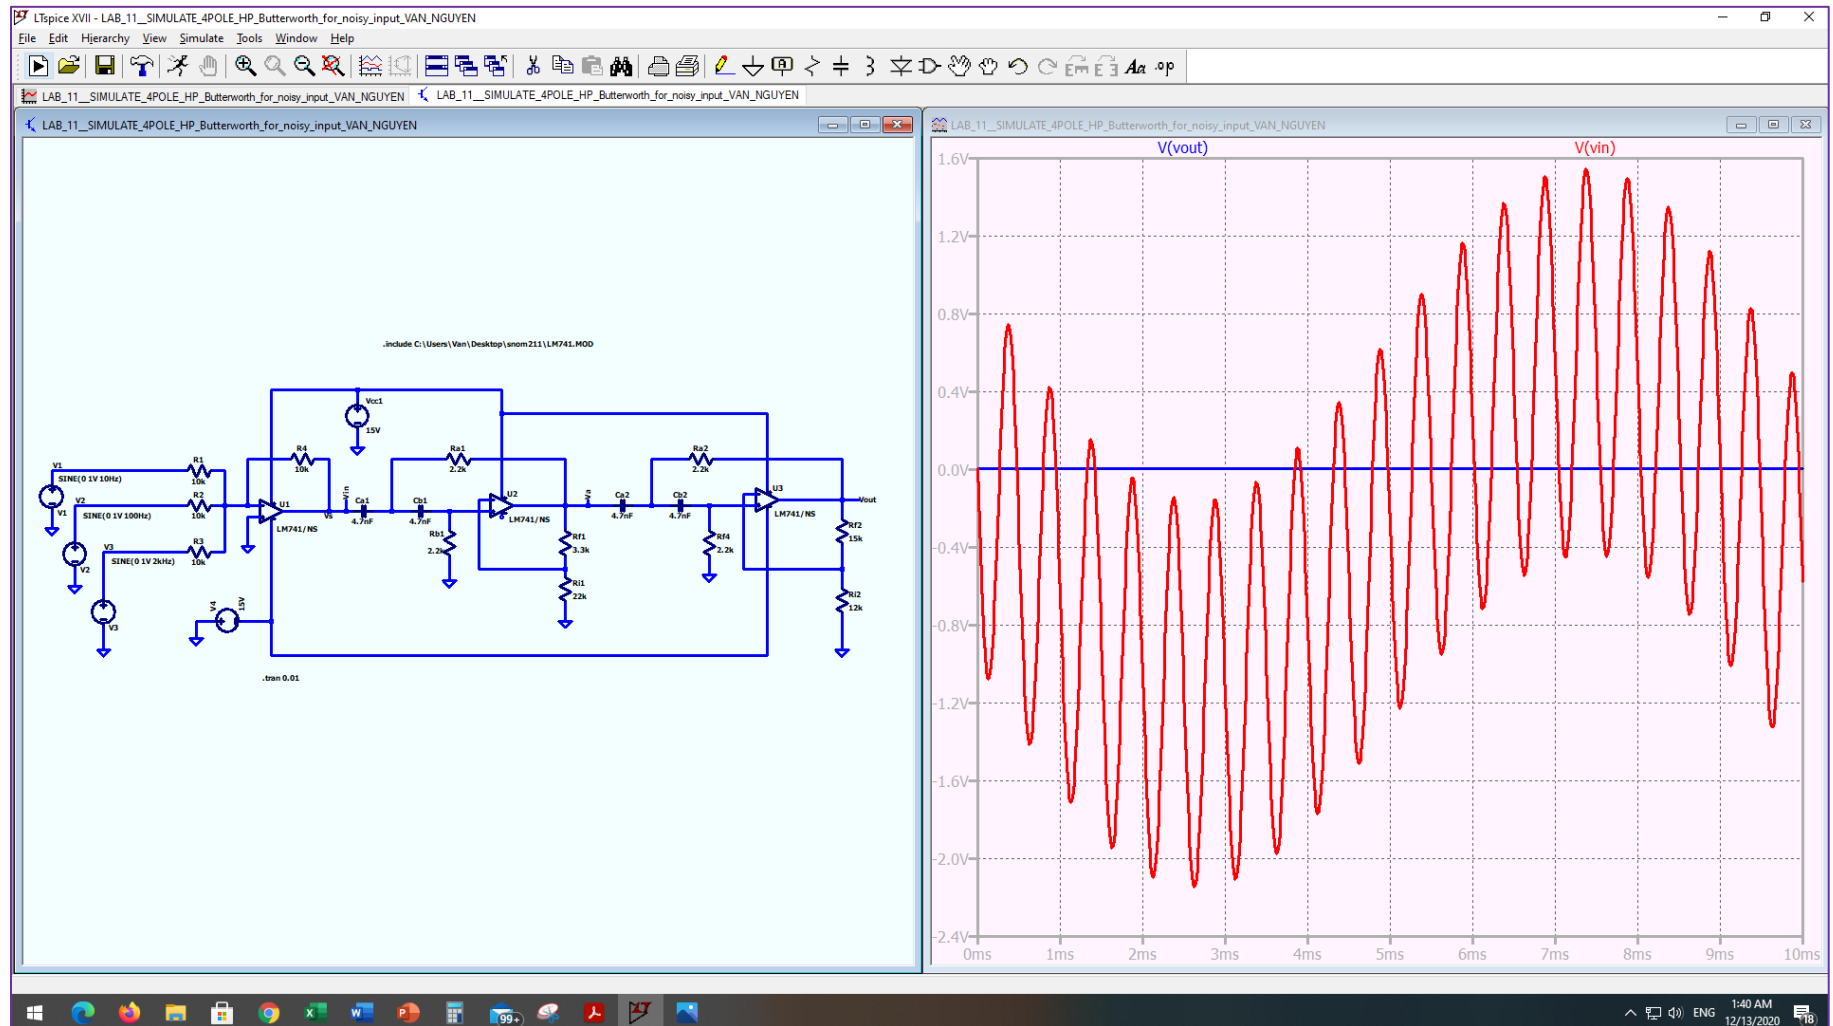 LTspice XVII - LAB_11__SIMULATE_4POLE_HP_Butterworth_for_noisy_input_VAN_NGUYEN
File Edit Hierarchy View Simulate Tools Window Help
LAB_11__SIMULATE_4POLE_HP_Butterworth_for_noisy_input_VAN_NGUYEN LAB_11__SIMULATE_4POLE_HP_Butterworth_for_noisy_input_VAN_NGUYEN
LAB_11__SIMULATE_4POLE_HP_Butterworth_for_noisy_input_VAN_NGUYEN
.include C:\Users\Van\Desktop\snom211\LM741.MOD
Vcc1
15V
V1
SINE(0 1V 10Hz)
V1
V2
SINE(0 1V 100Hz)
V2
V3
SINE(0 1V 2kHz)
V3
R1
10k
R2
10k
R3
10k
R4
10k
U1
LM741/NS
V4
15V
Vin
Vs
Ca1
4.7nF
Cb1
4.7nF
Ra1
2.2k
Rb1
2.2k
U2
LM741/NS
Rf1
3.3k
Ri1
22k
Va
Ca2
4.7nF
Cb2
4.7nF
Ra2
2.2k
Rf4
2.2k
U3
LM741/NS
Vout
Rf2
15k
Ri2
12k
.tran 0.01
LAB_11__SIMULATE_4POLE_HP_Butterworth_for_noisy_input_VAN_NGUYEN
V(vout) V(vin)
1.6V
1.2V
0.8V
0.4V
0.0V
-0.4V
-0.8V
-1.2V
-1.6V
-2.0V
-2.4V
0ms 1ms 2ms 3ms 4ms 5ms 6ms 7ms 8ms 9ms 10ms
99+
ENG
1:40 AM
12/13/2020
18